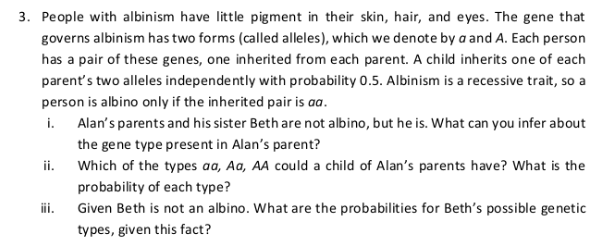 3. People with albinism have little pigment in their skin, hair, and eyes. The gene that
governs albinism has two forms (called alleles), which we denote by a and A. Each person
has a pair of these genes, one inherited from each parent. A child inherits one of each
parent's two alleles independently with probability 0.5. Albinism is a recessive trait, so a
person is albino only if the inherited pair is aa.
i. Alan's parents and his sister Beth are not albino, but he is. What can you infer about
the gene type present in Alan's parent?
ii. Which of the types aa, Aa, AA could a child of Alan's parents have? What is the
probability of each type?
iii. Given Beth is not an albino. What are the probabilities for Beth's possible genetic
types, given this fact?